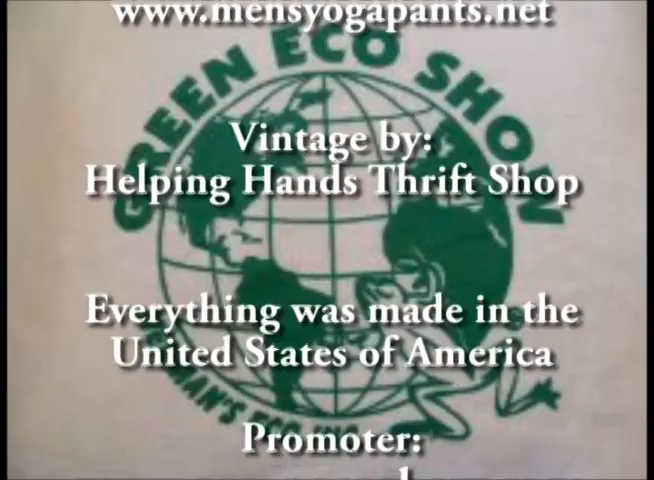 www.mensyogapants.net
GREEN ECO SHOW
Vintage by:
Helping Hands Thrift Shop
Everything was made in the
United States of America
Promoter: